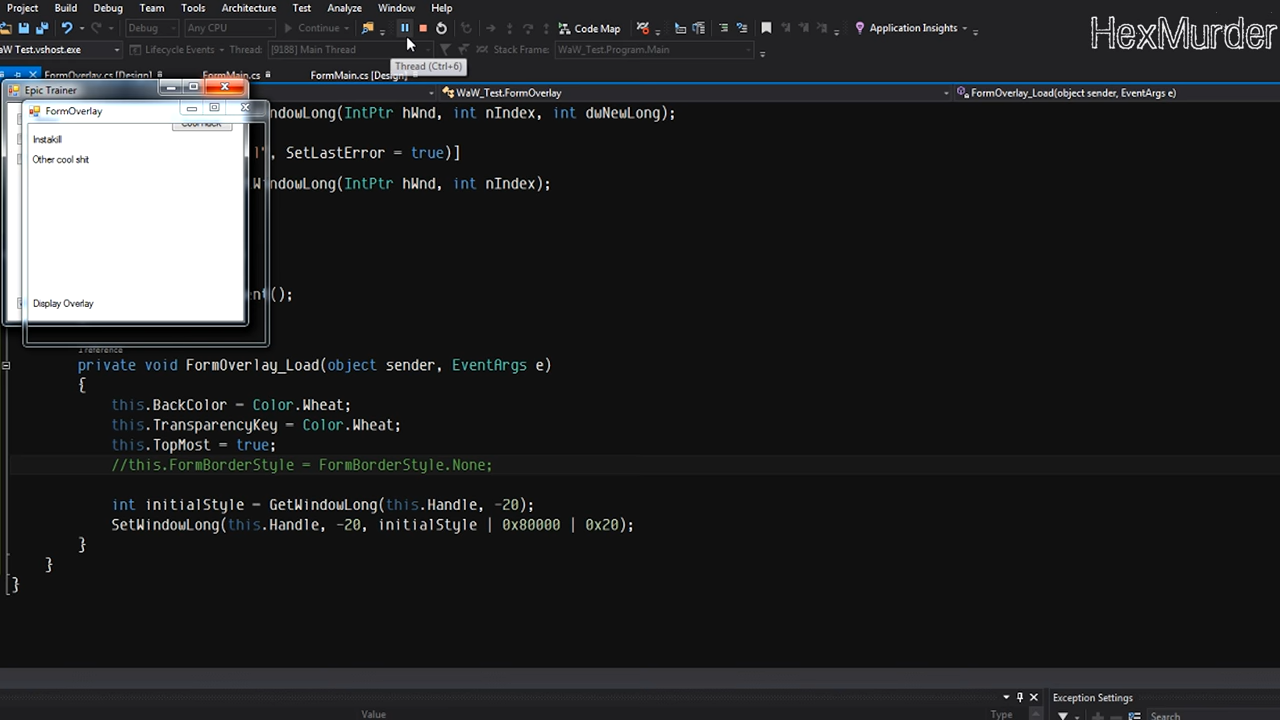 Project Build Debug Team Tools Architecture Test Analyze Window Help
HexMurder
Debug Any CPU Continue Code Map Application Insights
aW Test.vshost.exe Lifecycle Events Thread: [9188] Main Thread Stack Frame: WaW_Test.Program.Main
Thread (Ctrl+6)
FormOverlay.cs [Design] FormMain.cs FormMain.cs [Design]
Epic Trainer
WaW_Test.FormOverlay FormOverlay_Load(object sender, EventArgs e)
FormOverlay
ndowLong(IntPtr hWnd, int nIndex, int dwNewLong);
Cool Hack
Instakill
l", SetLastError = true)]
Other cool shit
WindowLong(IntPtr hWnd, int nIndex);
ent();
Display Overlay
1 reference
private void FormOverlay_Load(object sender, EventArgs e)
{
this.BackColor = Color.Wheat;
this.TransparencyKey = Color.Wheat;
this.TopMost = true;
//this.FormBorderStyle = FormBorderStyle.None;
int initialStyle = GetWindowLong(this.Handle, -20);
SetWindowLong(this.Handle, -20, initialStyle | 0x80000 | 0x20);
}
}
}
Exception Settings
Value Type Search